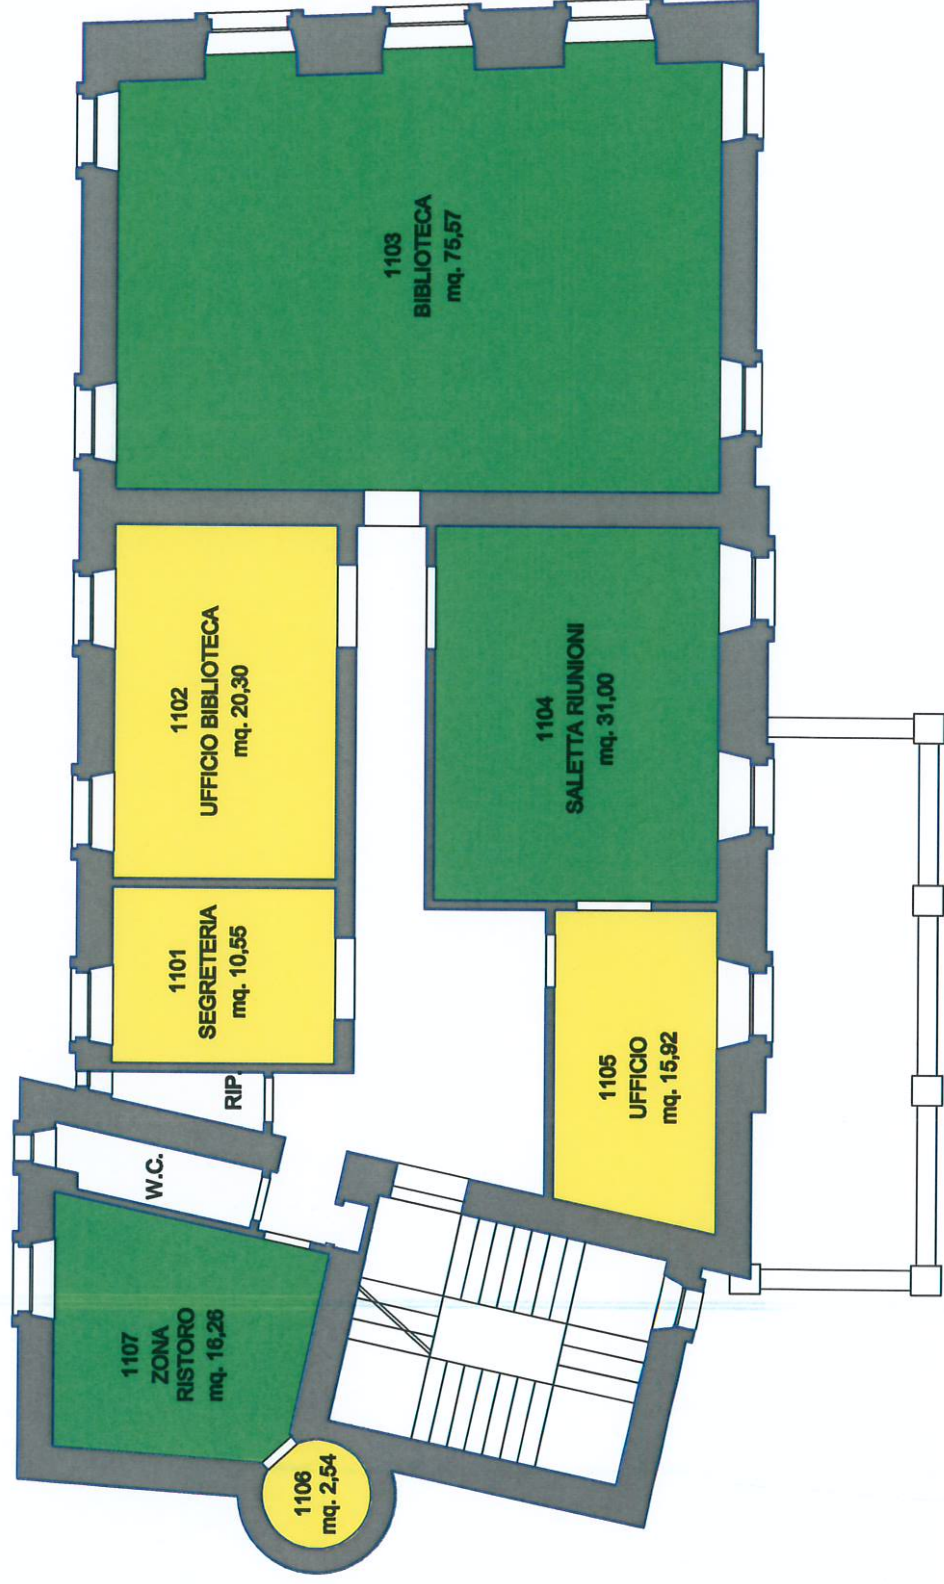 1107
ZONA
RISTORO
mq. 16,26
W.C.
RIP.
1101
SEGRETERIA
mq. 10,55
1102
UFFICIO BIBLIOTECA
mq. 20,30
1103
BIBLIOTECA
mq. 75,57
1106
mq. 2,54
1105
UFFICIO
mq. 15,92
1104
SALETTA RIUNIONI
mq. 31,00